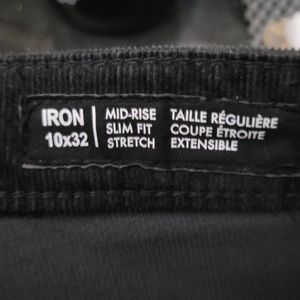 IRON
10x32
MID-RISE
SLIM FIT
STRETCH
TAILLE RÉGULIÈRE
COUPE ÉTROITE
EXTENSIBLE